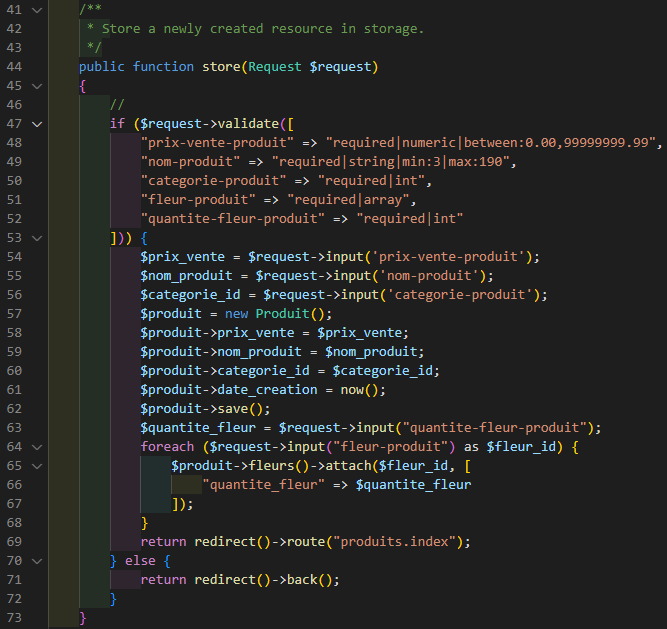 41 /**
42 * Store a newly created resource in storage.
43 */
44 public function store(Request $request)
45 {
46 //
47 if ($request->validate([
48 "prix-vente-produit" => "required|numeric|between:0.00,99999999.99",
49 "nom-produit" => "required|string|min:3|max:190",
50 "categorie-produit" => "required|int",
51 "fleur-produit" => "required|array",
52 "quantite-fleur-produit" => "required|int"
53 ])) {
54 $prix_vente = $request->input('prix-vente-produit');
55 $nom_produit = $request->input('nom-produit');
56 $categorie_id = $request->input('categorie-produit');
57 $produit = new Produit();
58 $produit->prix_vente = $prix_vente;
59 $produit->nom_produit = $nom_produit;
60 $produit->categorie_id = $categorie_id;
61 $produit->date_creation = now();
62 $produit->save();
63 $quantite_fleur = $request->input("quantite-fleur-produit");
64 foreach ($request->input("fleur-produit") as $fleur_id) {
65 $produit->fleurs()->attach($fleur_id, [
66 "quantite_fleur" => $quantite_fleur
67 ]);
68 }
69 return redirect()->route("produits.index");
70 } else {
71 return redirect()->back();
72 }
73 }